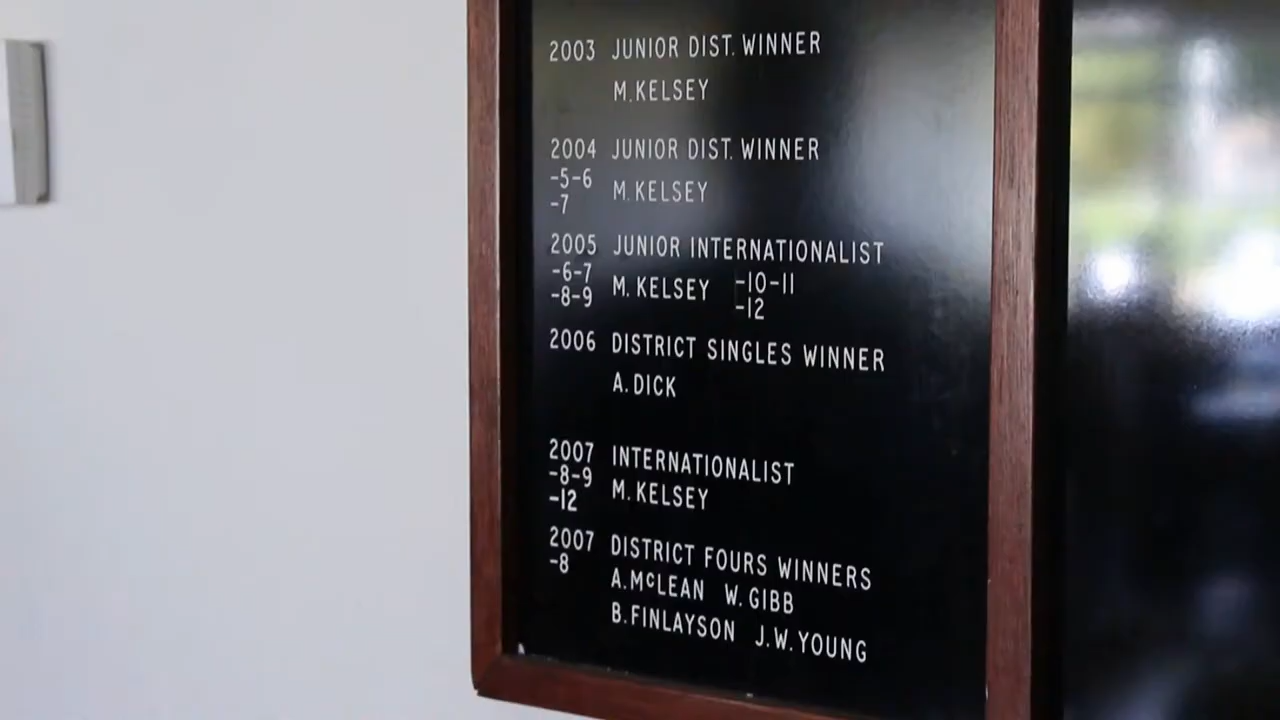 2003 JUNIOR DIST. WINNER
M.KELSEY
2004 JUNIOR DIST. WINNER
-5-6
M.KELSEY
-7
2005 JUNIOR INTERNATIONALIST
-6-7
M.KELSEY -10-11
-8-9
-12
2006 DISTRICT SINGLES WINNER
A.DICK
2007 INTERNATIONALIST
-8-9
M.KELSEY
-12
2007 DISTRICT FOURS WINNERS
-8
A.McLEAN W.GIBB
B.FINLAYSON J.W.YOUNG